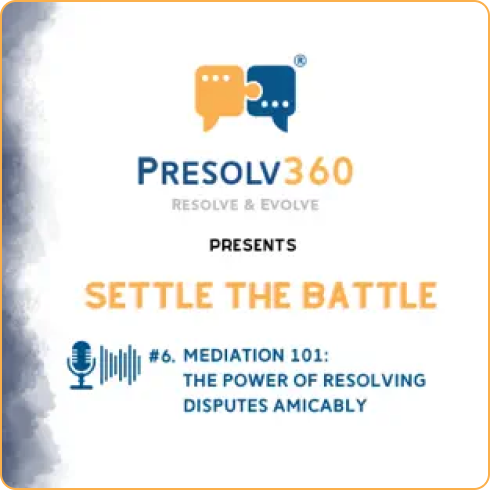 ®
PRESOLV360
RESOLVE & EVOLVE
PRESENTS
SETTLE THE BATTLE
#6. MEDIATION 101:
THE POWER OF RESOLVING
DISPUTES AMICABLY